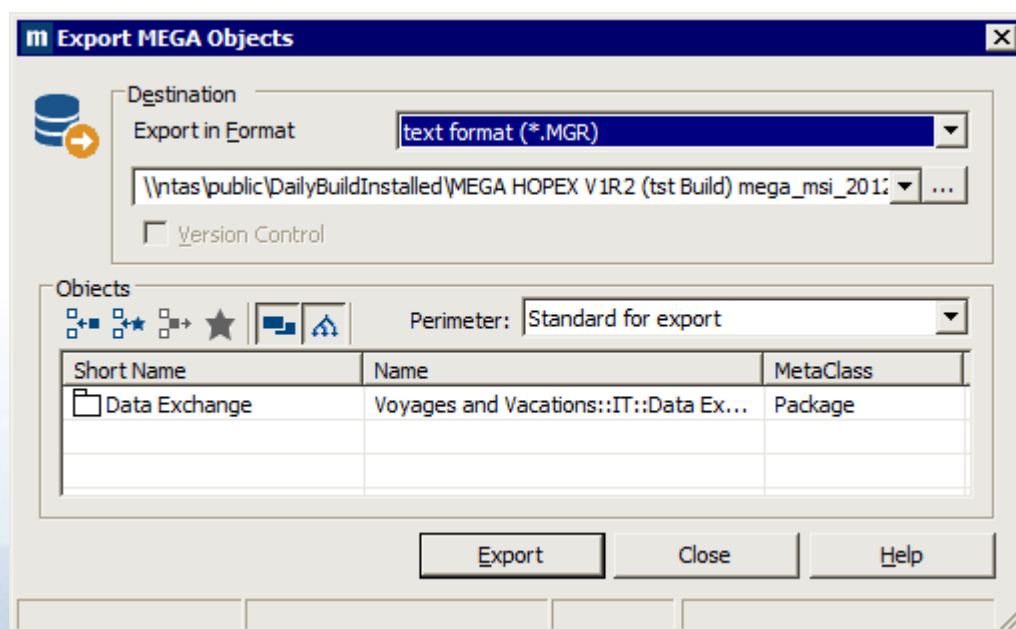 m Export MEGA Objects
Destination
Export in Format text format (*.MGR)
\\ntas\public\DailyBuildInstalled\MEGA HOPEX V1R2 (tst Build) mega_msi_2012 ...
Version Control
Objects
Perimeter: Standard for export
Short Name Name MetaClass
Data Exchange Voyages and Vacations::IT::Data Ex... Package
Export Close Help